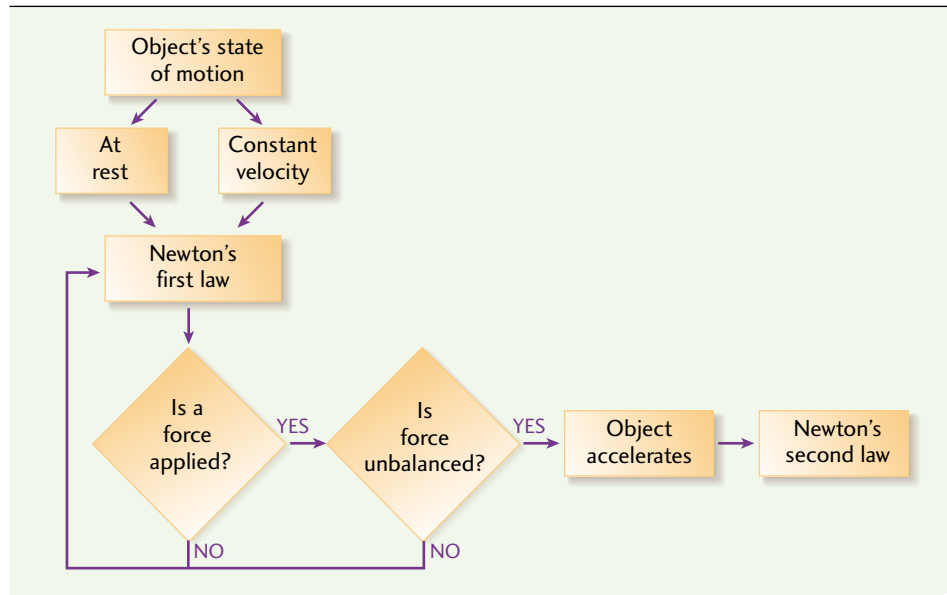 Object's state
of motion
At
rest
Constant
velocity
Newton's
first law
Is a
force
applied?
YES
Is
force
unbalanced?
YES
Object
accelerates
Newton's
second law
NO
NO